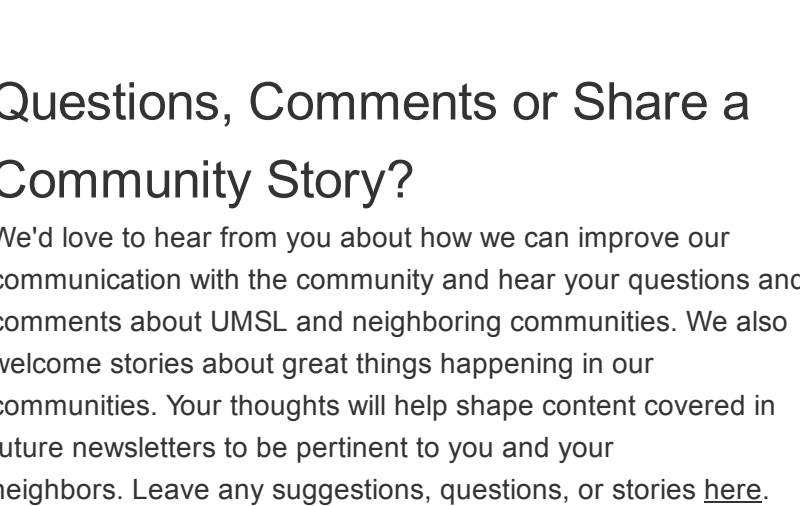 Questions, Comments or Share a
Community Story?
We'd love to hear from you about how we can improve our
communication with the community and hear your questions and
comments about UMSL and neighboring communities. We also
welcome stories about great things happening in our
communities. Your thoughts will help shape content covered in
future newsletters to be pertinent to you and your
neighbors. Leave any suggestions, questions, or stories here.